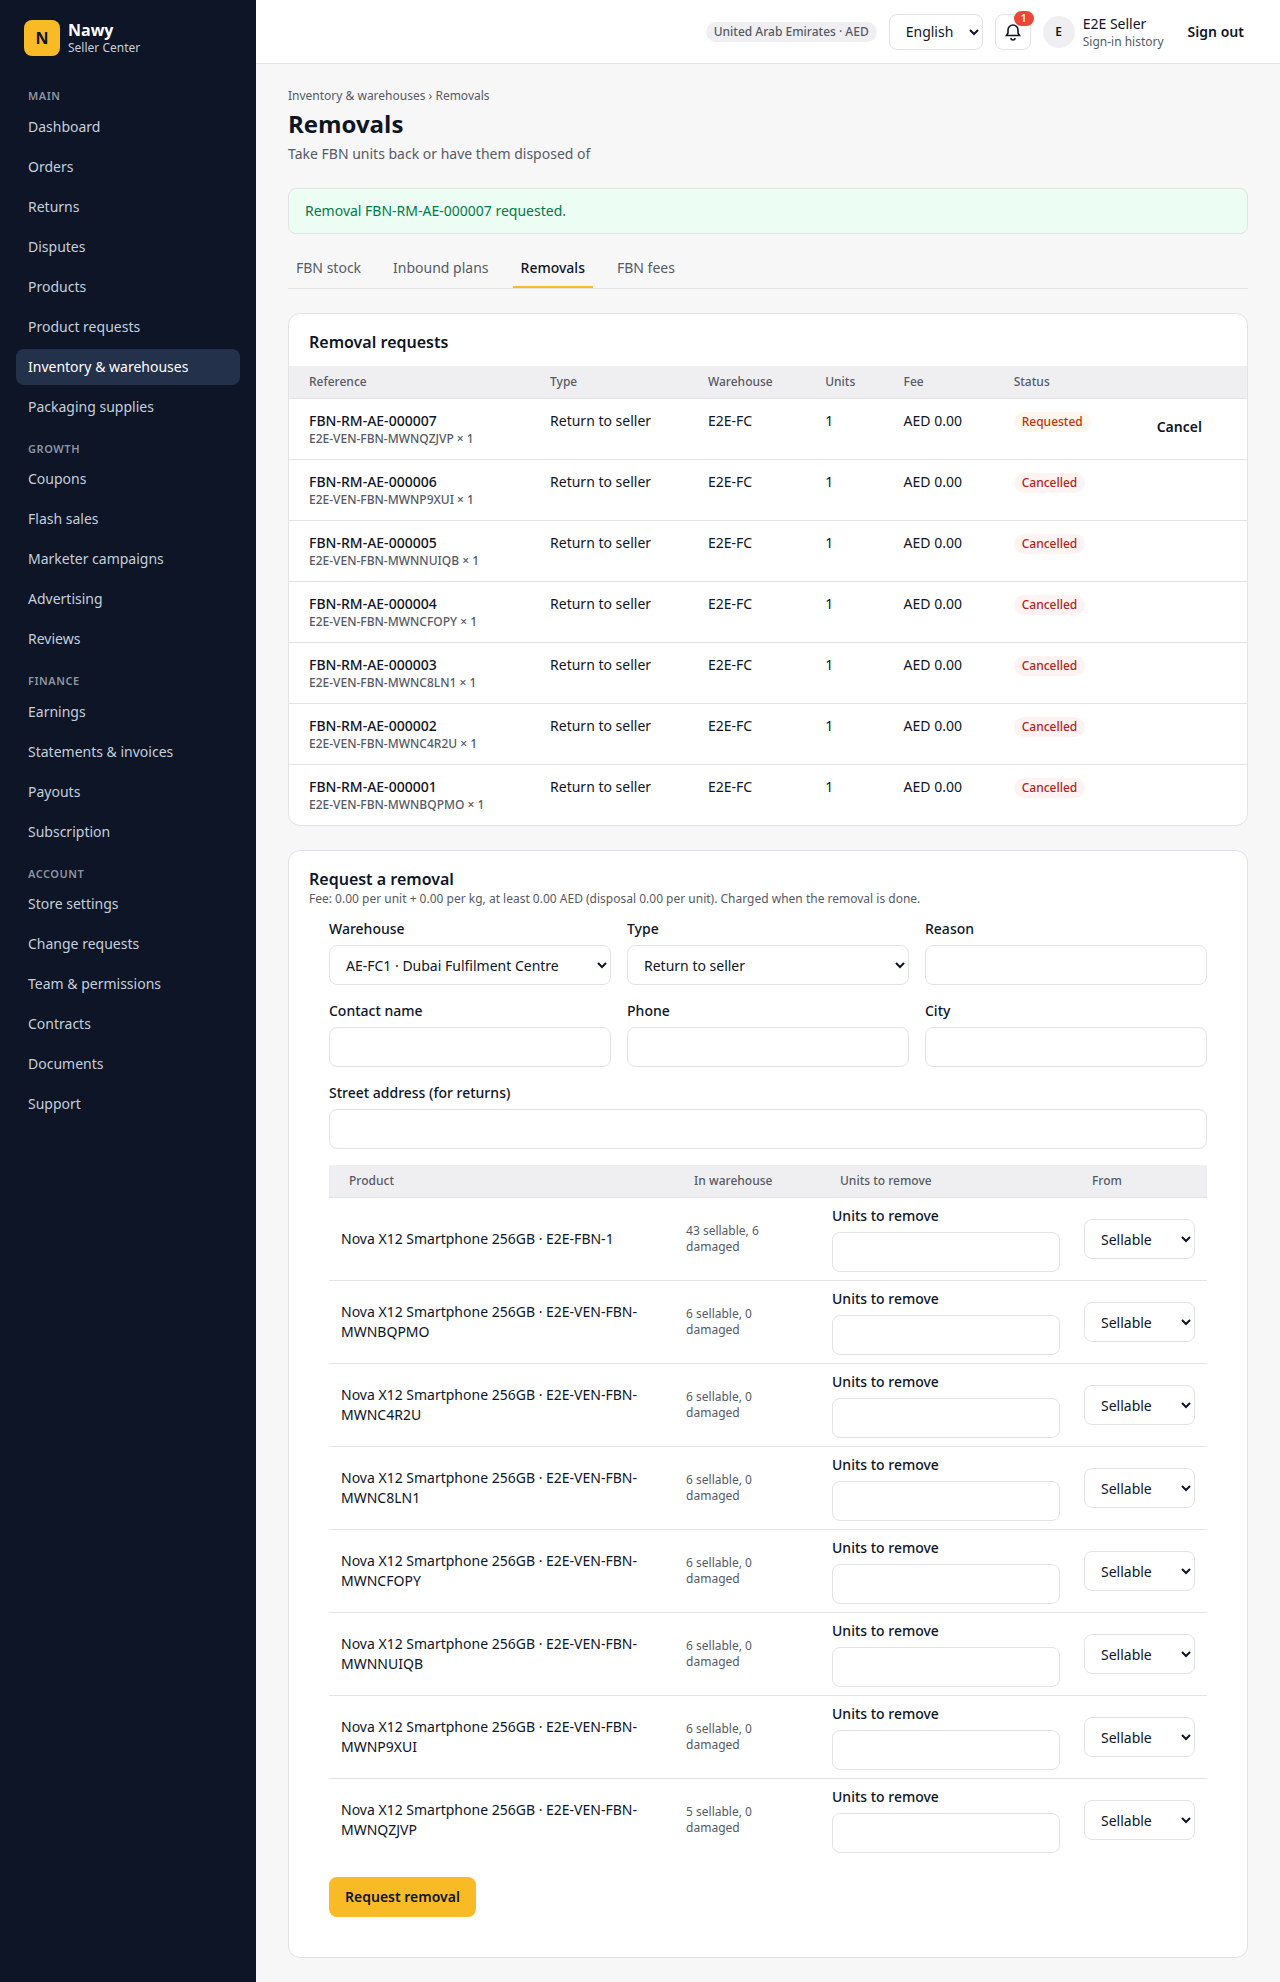 N
Nawy
Seller Center
MAIN
Dashboard
Orders
Returns
Disputes
Products
Product requests
Inventory & warehouses
Packaging supplies
GROWTH
Coupons
Flash sales
Marketer campaigns
Advertising
Reviews
FINANCE
Earnings
Statements & invoices
Payouts
Subscription
ACCOUNT
Store settings
Change requests
Team & permissions
Contracts
Documents
Support
United Arab Emirates · AED
English
1
E
E2E Seller
Sign-in history
Sign out
Inventory & warehouses › Removals
Removals
Take FBN units back or have them disposed of
Removal FBN-RM-AE-000007 requested.
FBN stock Inbound plans Removals FBN fees
Removal requests
Reference Type Warehouse Units Fee Status
FBN-RM-AE-000007 Return to seller E2E-FC 1 AED 0.00 Requested Cancel
E2E-VEN-FBN-MWNQZJVP × 1
FBN-RM-AE-000006 Return to seller E2E-FC 1 AED 0.00 Cancelled
E2E-VEN-FBN-MWNP9XUI × 1
FBN-RM-AE-000005 Return to seller E2E-FC 1 AED 0.00 Cancelled
E2E-VEN-FBN-MWNNUIQB × 1
FBN-RM-AE-000004 Return to seller E2E-FC 1 AED 0.00 Cancelled
E2E-VEN-FBN-MWNCFOPY × 1
FBN-RM-AE-000003 Return to seller E2E-FC 1 AED 0.00 Cancelled
E2E-VEN-FBN-MWNC8LN1 × 1
FBN-RM-AE-000002 Return to seller E2E-FC 1 AED 0.00 Cancelled
E2E-VEN-FBN-MWNC4R2U × 1
FBN-RM-AE-000001 Return to seller E2E-FC 1 AED 0.00 Cancelled
E2E-VEN-FBN-MWNBQPMO × 1
Request a removal
Fee: 0.00 per unit + 0.00 per kg, at least 0.00 AED (disposal 0.00 per unit). Charged when the removal is done.
Warehouse Type Reason
AE-FC1 · Dubai Fulfilment Centre Return to seller
Contact name Phone City
Street address (for returns)
Product In warehouse Units to remove From
Units to remove
Nova X12 Smartphone 256GB · E2E-FBN-1 43 sellable, 6 Sellable
damaged
Units to remove
Nova X12 Smartphone 256GB · E2E-VEN-FBN- 6 sellable, 0 Sellable
MWNBQPMO damaged
Units to remove
Nova X12 Smartphone 256GB · E2E-VEN-FBN- 6 sellable, 0 Sellable
MWNC4R2U damaged
Units to remove
Nova X12 Smartphone 256GB · E2E-VEN-FBN- 6 sellable, 0 Sellable
MWNC8LN1 damaged
Units to remove
Nova X12 Smartphone 256GB · E2E-VEN-FBN- 6 sellable, 0 Sellable
MWNCFOPY damaged
Units to remove
Nova X12 Smartphone 256GB · E2E-VEN-FBN- 6 sellable, 0 Sellable
MWNNUIQB damaged
Units to remove
Nova X12 Smartphone 256GB · E2E-VEN-FBN- 6 sellable, 0 Sellable
MWNP9XUI damaged
Units to remove
Nova X12 Smartphone 256GB · E2E-VEN-FBN- 5 sellable, 0 Sellable
MWNQZJVP damaged
Request removal